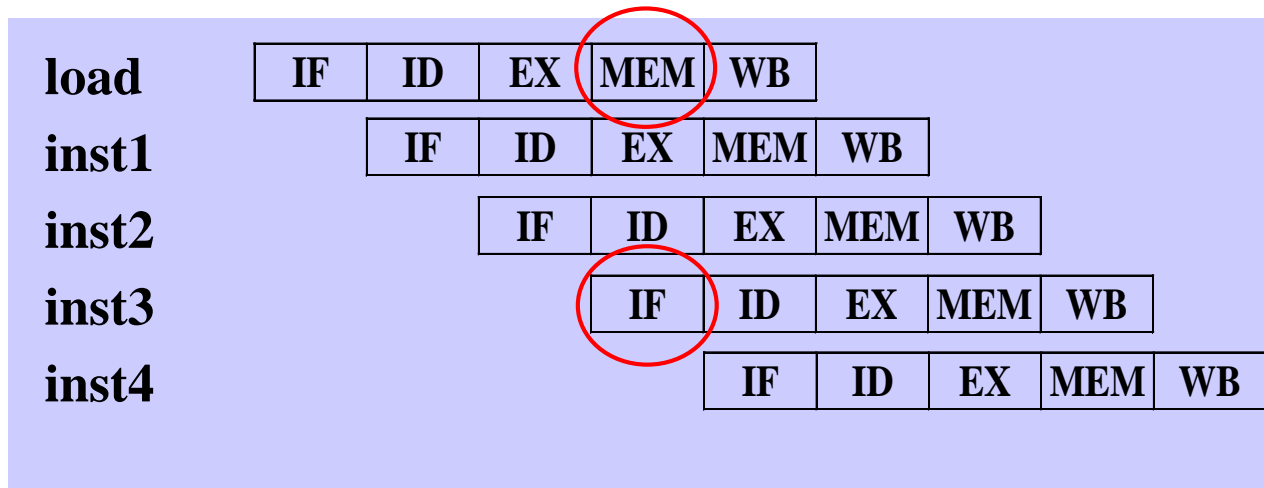 load IF ID EX MEM WB
inst1 IF ID EX MEM WB
inst2 IF ID EX MEM WB
inst3 IF ID EX MEM WB
inst4 IF ID EX MEM WB